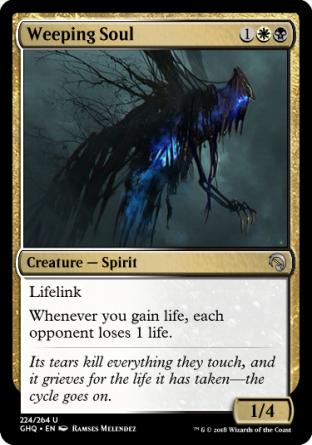 Weeping Soul 1
Creature — Spirit
Lifelink
Whenever you gain life, each
opponent loses 1 life.
Its tears kill everything they touch, and
it grieves for the life it has taken—the
cycle goes on.
1/4
224/264 U
GHQ • EN Ramses Melendez
™ & © 2018 Wizards of the Coast